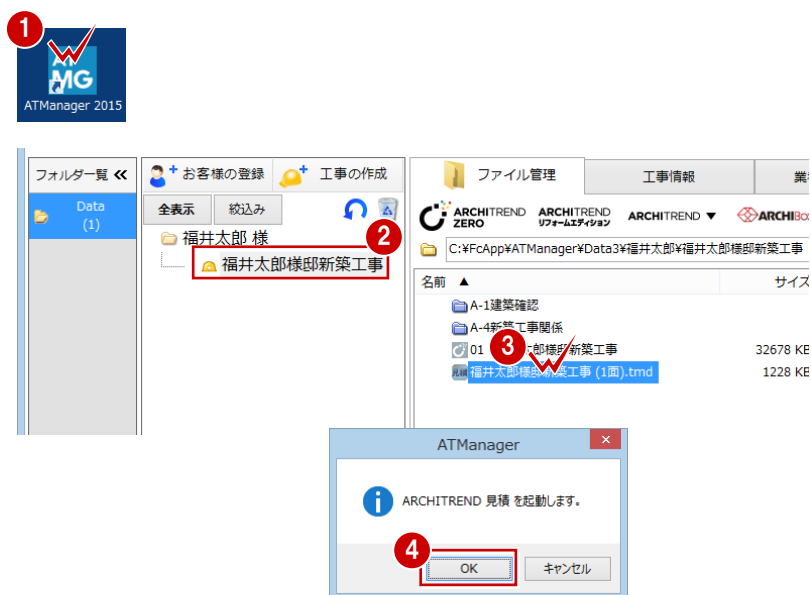 1
AT
MG
ATManager 2015
フォルダ一覧 ≪
Data
(1)
お客様の登録
工事の作成
全表示
絞込み
2
福井太郎 様
福井太郎様邸新築工事
ファイル管理
工事情報
業
ARCHITREND ZERO
ARCHITREND リフォームエディション
ARCHITREND ▼
ARCHIBox
C:¥FcApp¥ATManager¥Data3¥福井太郎¥福井太郎様邸新築工事
名前 ▲
サイズ
A-1建築確認
A-4新築工事関係
3
01 太郎様邸新築工事
32678 KB
見積
福井太郎様邸新築工事 (1面).tmd
1228 KB
ATManager
×
ARCHITREND 見積 を起動します。
4
OK
キャンセル